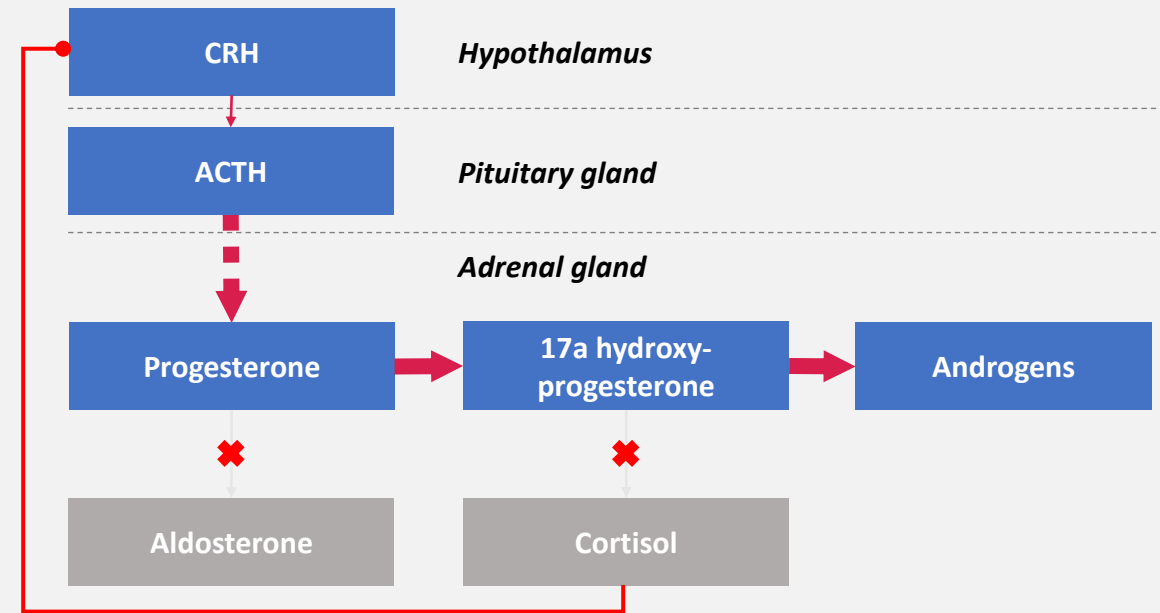 CRH
Hypothalamus
ACTH
Pituitary gland
Adrenal gland
Progesterone
17a hydroxy-
progesterone
Androgens
Aldosterone
Cortisol